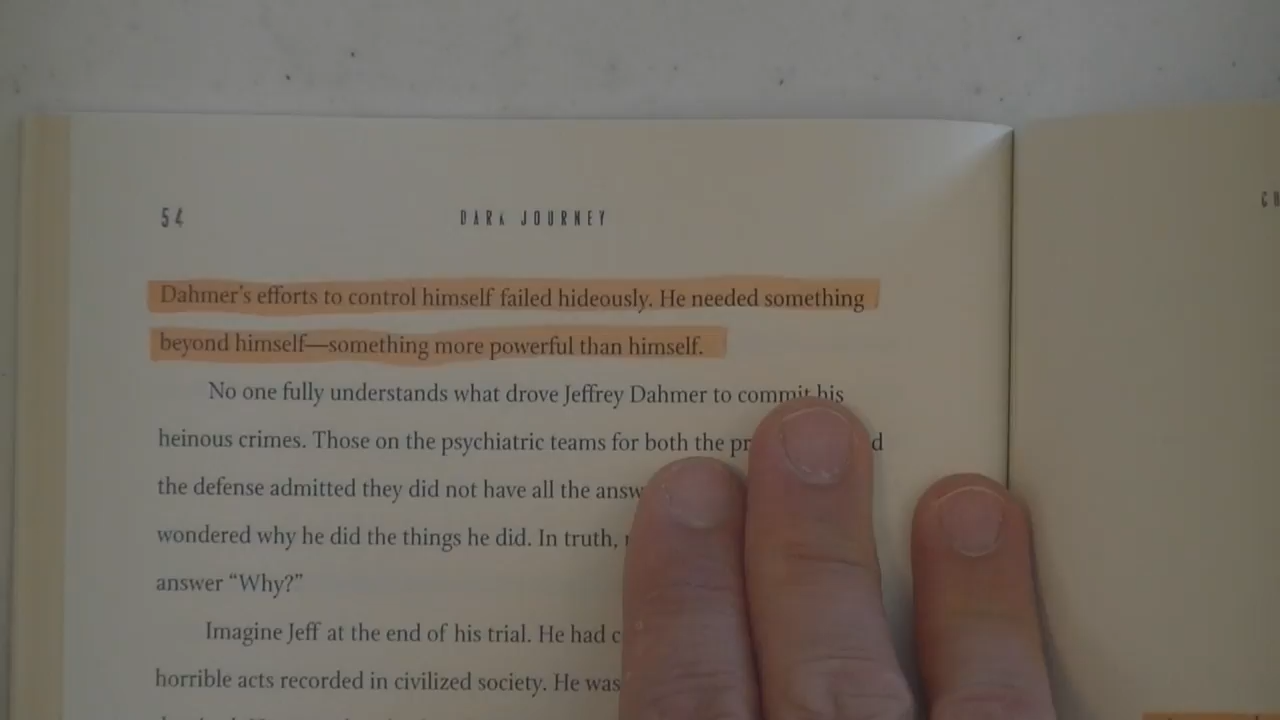 54 DARK JOURNEY
Dahmer's efforts to control himself failed hideously. He needed something
beyond himself—something more powerful than himself.
No one fully understands what drove Jeffrey Dahmer to commit his
heinous crimes. Those on the psychiatric teams for both the
the defense admitted they did not have all the
wondered why he did the things he did. In truth,
answer “Why?”
Imagine Jeff at the end of his trial. He had
horrible acts recorded in civilized society. He was